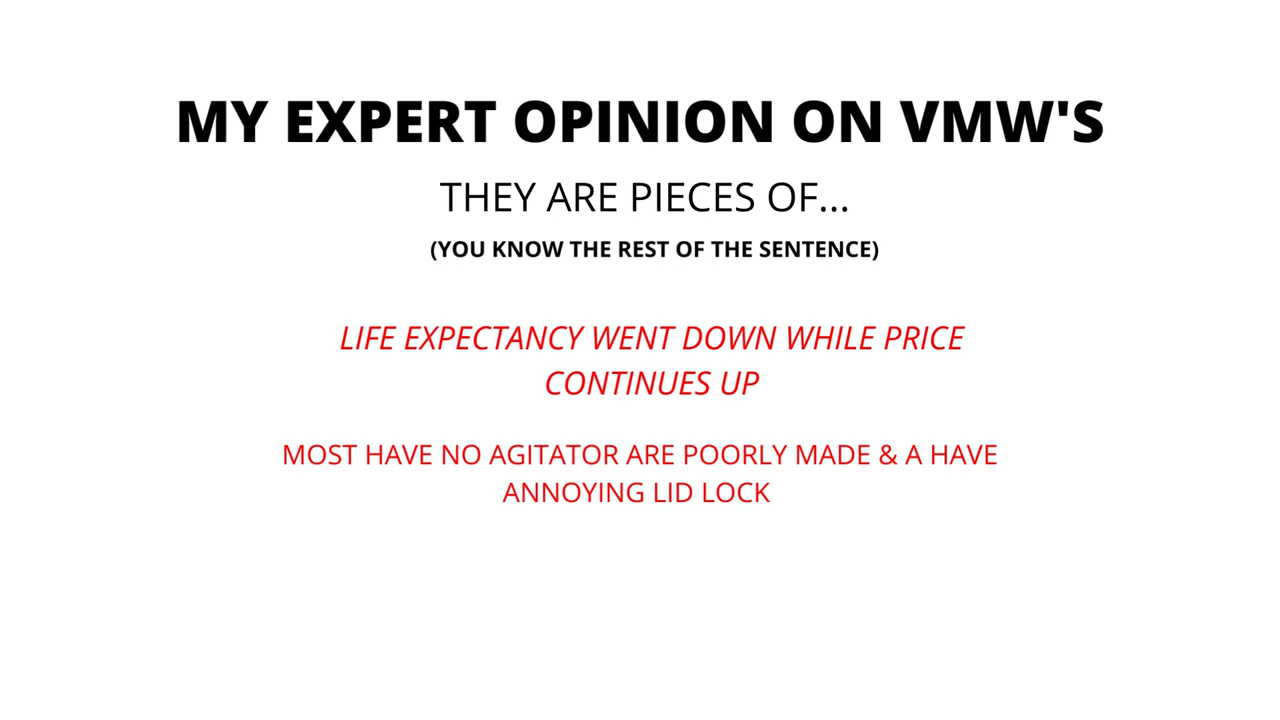 MY EXPERT OPINION ON VMW'S
THEY ARE PIECES OF...
(YOU KNOW THE REST OF THE SENTENCE)
LIFE EXPECTANCY WENT DOWN WHILE PRICE
CONTINUES UP
MOST HAVE NO AGITATOR ARE POORLY MADE & A HAVE
ANNOYING LID LOCK